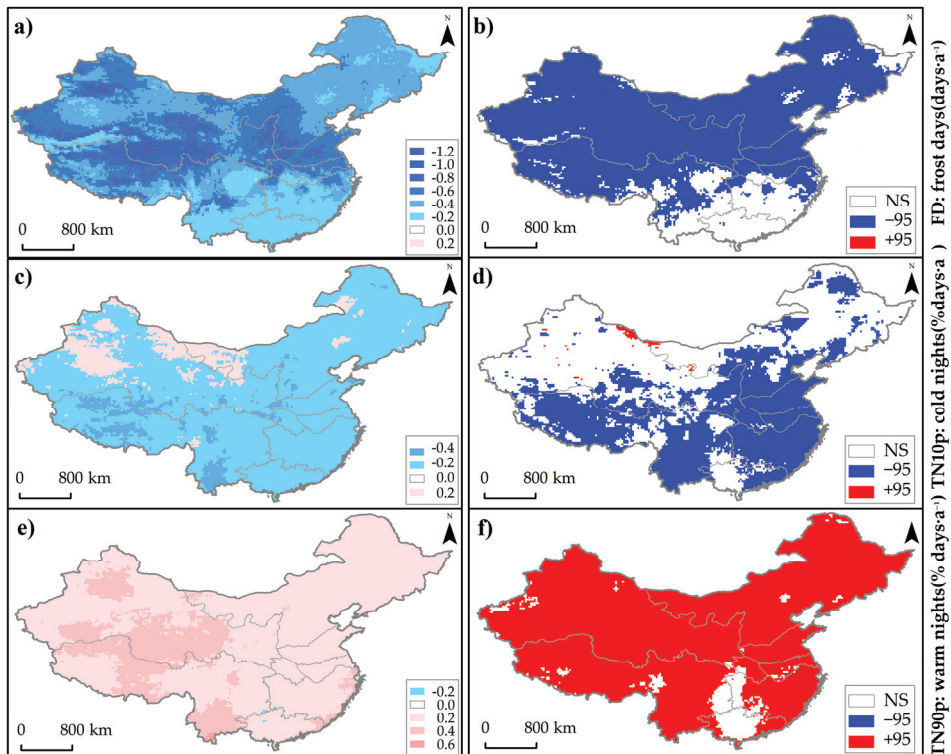 a)
N
-1.2
-1.0
-0.8
-0.6
-0.4
-0.2
0.0
0.2
0 800 km
b)
N
NS
−95
+95
0 800 km
FD: frost days(days·a⁻¹)
c)
N
-0.4
-0.2
0.0
0.2
0 800 km
d)
N
NS
−95
+95
0 800 km
TN10p: cold nights(%days·a )
e)
N
-0.2
0.0
0.2
0.4
0.6
0 800 km
f)
NS
−95
+95
0 800 km
TN90p: warm nights(% days·a⁻¹)